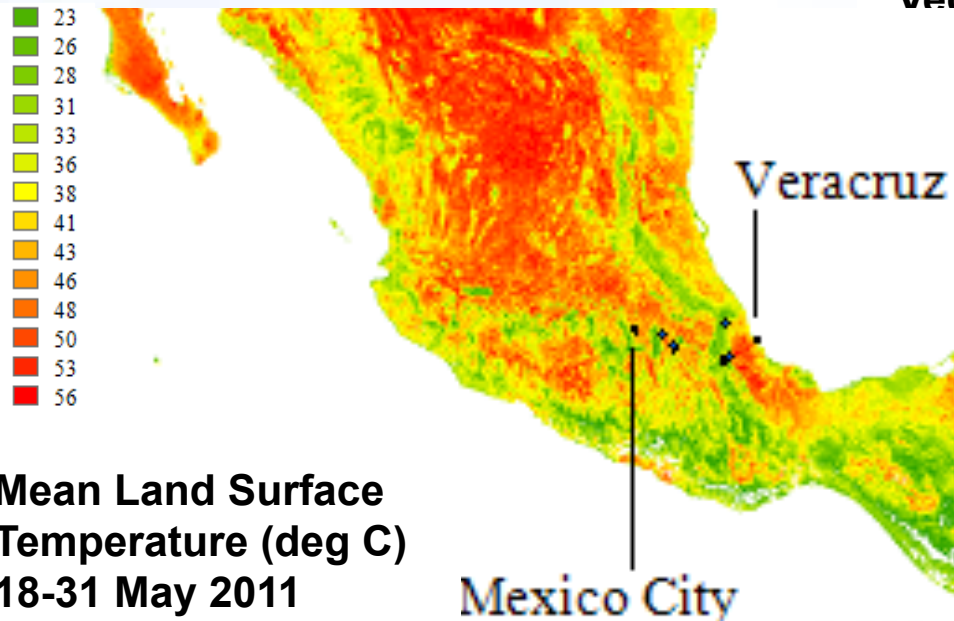 23
26
28
31
33
36
38
41
43
46
48
50
53
56
Veracruz
Mean Land Surface
Temperature (deg C)
18-31 May 2011
Mexico City